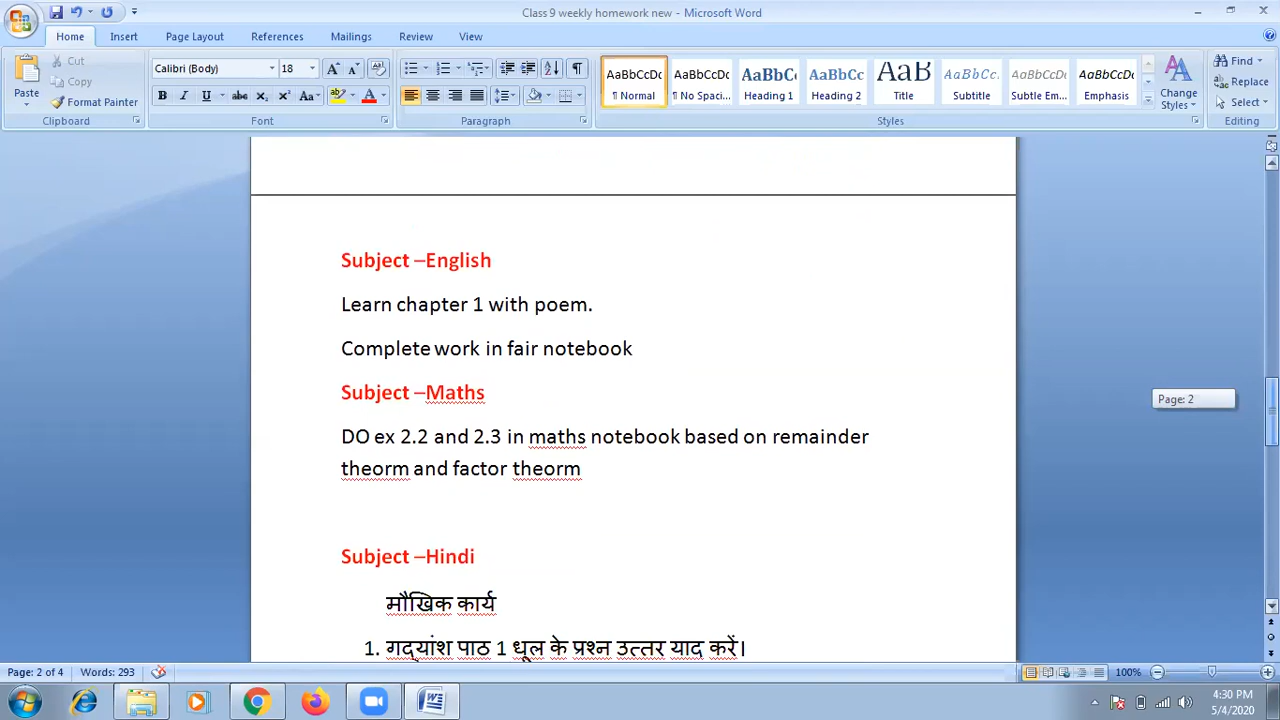 Class 9 weekly homework new - Microsoft Word
Home Insert Page Layout References Mailings Review View
Paste
Cut
Copy
Format Painter
Clipboard
Calibri (Body) 18
B I U abc X₂ X² Aa
Font
Paragraph
AaBbCcDc AaBbCcDc AaBbC AaBbCc AaB AaBbCc. AaBbCcDc AaBbCcDc
¶ Normal ¶ No Spaci... Heading 1 Heading 2 Title Subtitle Subtle Em... Emphasis
Change Styles
Styles
Find
Replace
Select
Editing
Subject –English
Learn chapter 1 with poem.
Complete work in fair notebook
Subject –Maths
DO ex 2.2 and 2.3 in maths notebook based on remainder
theorm and factor theorm
Subject –Hindi
मौखिक कार्य
1. गद्यांश पाठ 1 धूल के प्रश्न उत्तर याद करें।
Page: 2
Page: 2 of 4 Words: 293
100%
4:30 PM
5/4/2020